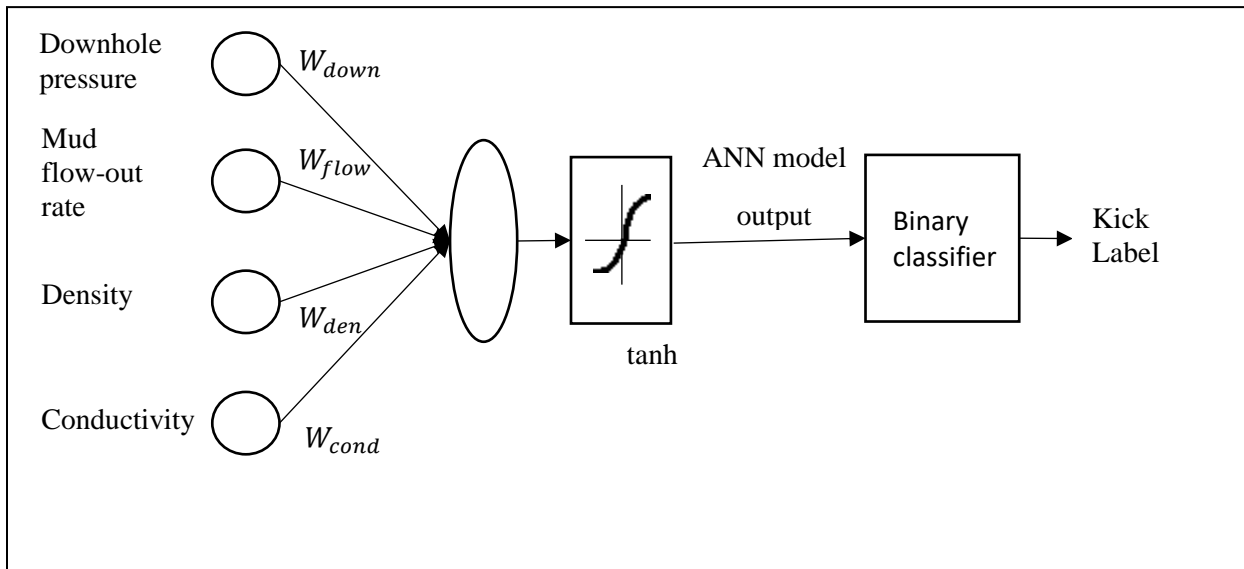 Downhole
pressure
W_down
Mud
flow-out
rate
W_flow
Density
W_den
Conductivity
W_cond
tanh
ANN model
output
Binary
classifier
Kick
Label